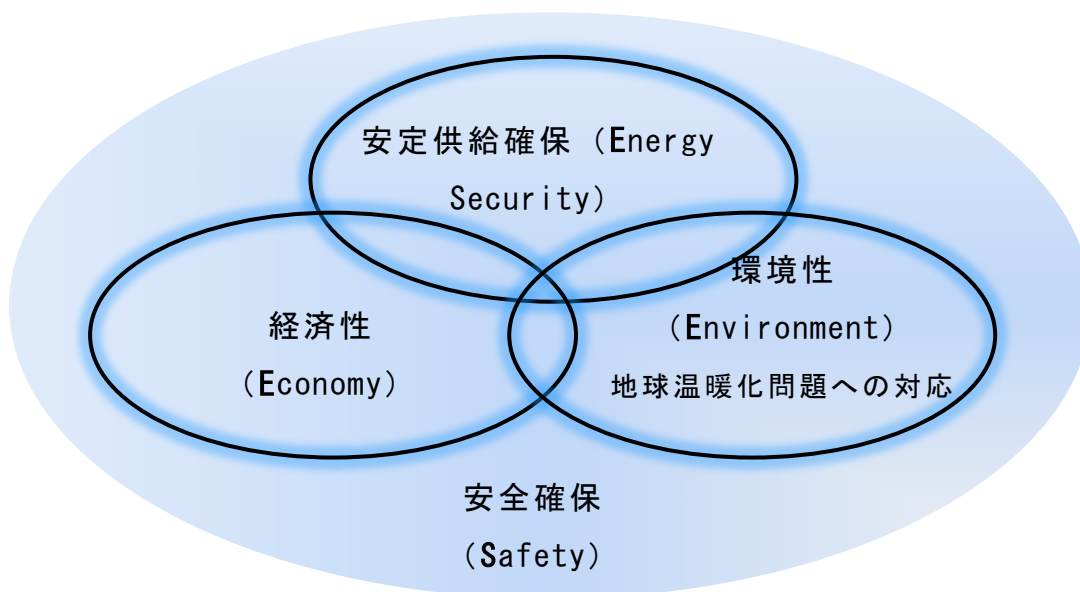 安定供給確保（Energy
Security）
経済性
（Economy）
環境性
（Environment）
地球温暖化問題への対応
安全確保
（Safety）